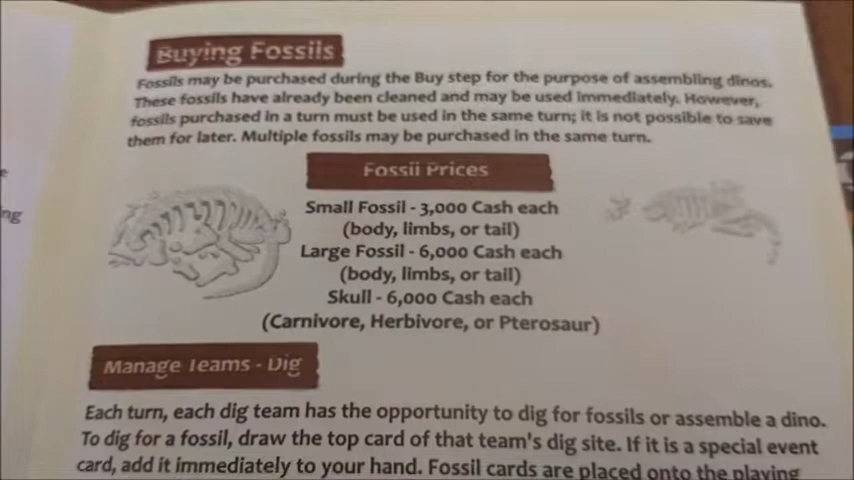 Buying Fossils
Fossils may be purchased during the Buy step for the purpose of assembling dinos.
These fossils have already been cleaned and may be used immediately. However,
fossils purchased in a turn must be used in the same turn; it is not possible to save
them for later. Multiple fossils may be purchased in the same turn.
Fossil Prices
Small Fossil - 3,000 Cash each
(body, limbs, or tail)
Large Fossil - 6,000 Cash each
(body, limbs, or tail)
Skull - 6,000 Cash each
(Carnivore, Herbivore, or Pterosaur)
Manage Teams - Dig
Each turn, each dig team has the opportunity to dig for fossils or assemble a dino.
To dig for a fossil, draw the top card of that team's dig site. If it is a special event
card, add it immediately to your hand. Fossil cards are placed onto the playing